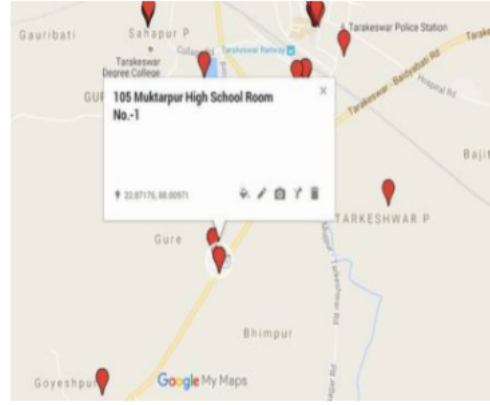 Gauribati
Sahapur P
Tarakeswar Police Station
Tarakeswar
Degree College
Tarakeswar Railway
Tarakeswar - Baidyabati Rd
Hospital Rd
105 Muktarpur High School Room
No.-1
22.87176, 88.00971
TARKESHWAR P
Gure
Bhimpur
Goyeshpur
Google My Maps